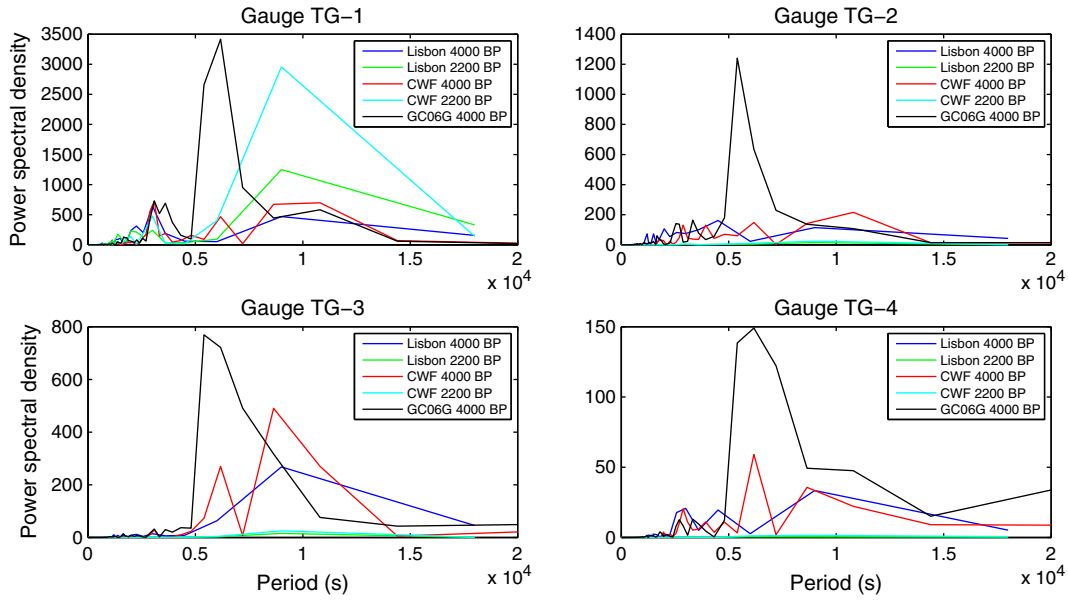 Gauge TG-1
Power spectral density
3500
3000
2500
2000
1500
1000
500
0
0 0.5 1 1.5 2
x 10^4
Lisbon 4000 BP
Lisbon 2200 BP
CWF 4000 BP
CWF 2200 BP
GC06G 4000 BP
Gauge TG-2
1400
1200
1000
800
600
400
200
0
0 0.5 1 1.5 2
x 10^4
Lisbon 4000 BP
Lisbon 2200 BP
CWF 4000 BP
CWF 2200 BP
GC06G 4000 BP
Gauge TG-3
Power spectral density
800
600
400
200
0
0 0.5 1 1.5 2
x 10^4
Period (s)
Lisbon 4000 BP
Lisbon 2200 BP
CWF 4000 BP
CWF 2200 BP
GC06G 4000 BP
Gauge TG-4
150
100
50
0
0 0.5 1 1.5 2
x 10^4
Period (s)
Lisbon 4000 BP
Lisbon 2200 BP
CWF 4000 BP
CWF 2200 BP
GC06G 4000 BP